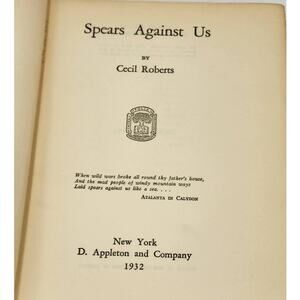 Spears Against Us
BY
Cecil Roberts
When wild wars broke all round thy father's house,
And the mad people of windy mountain ways
Laid spears against us like a sea. . . .
ATALANTA IN CALYDON
New York
D. Appleton and Company
1932